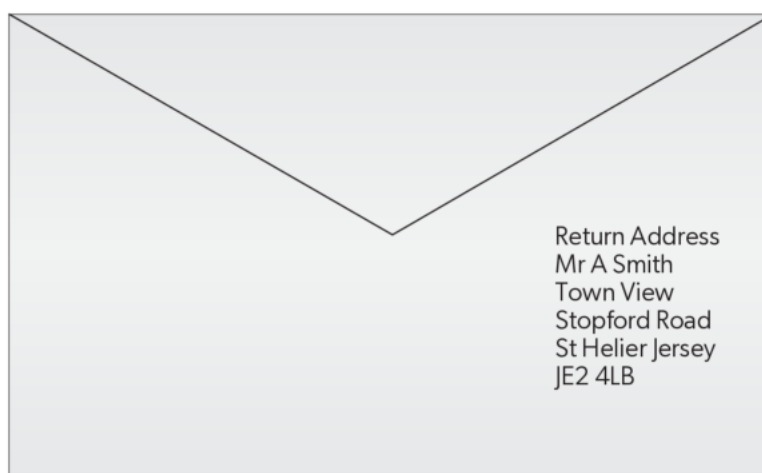 Return Address
Mr A Smith
Town View
Stopford Road
St Helier Jersey
JE2 4LB